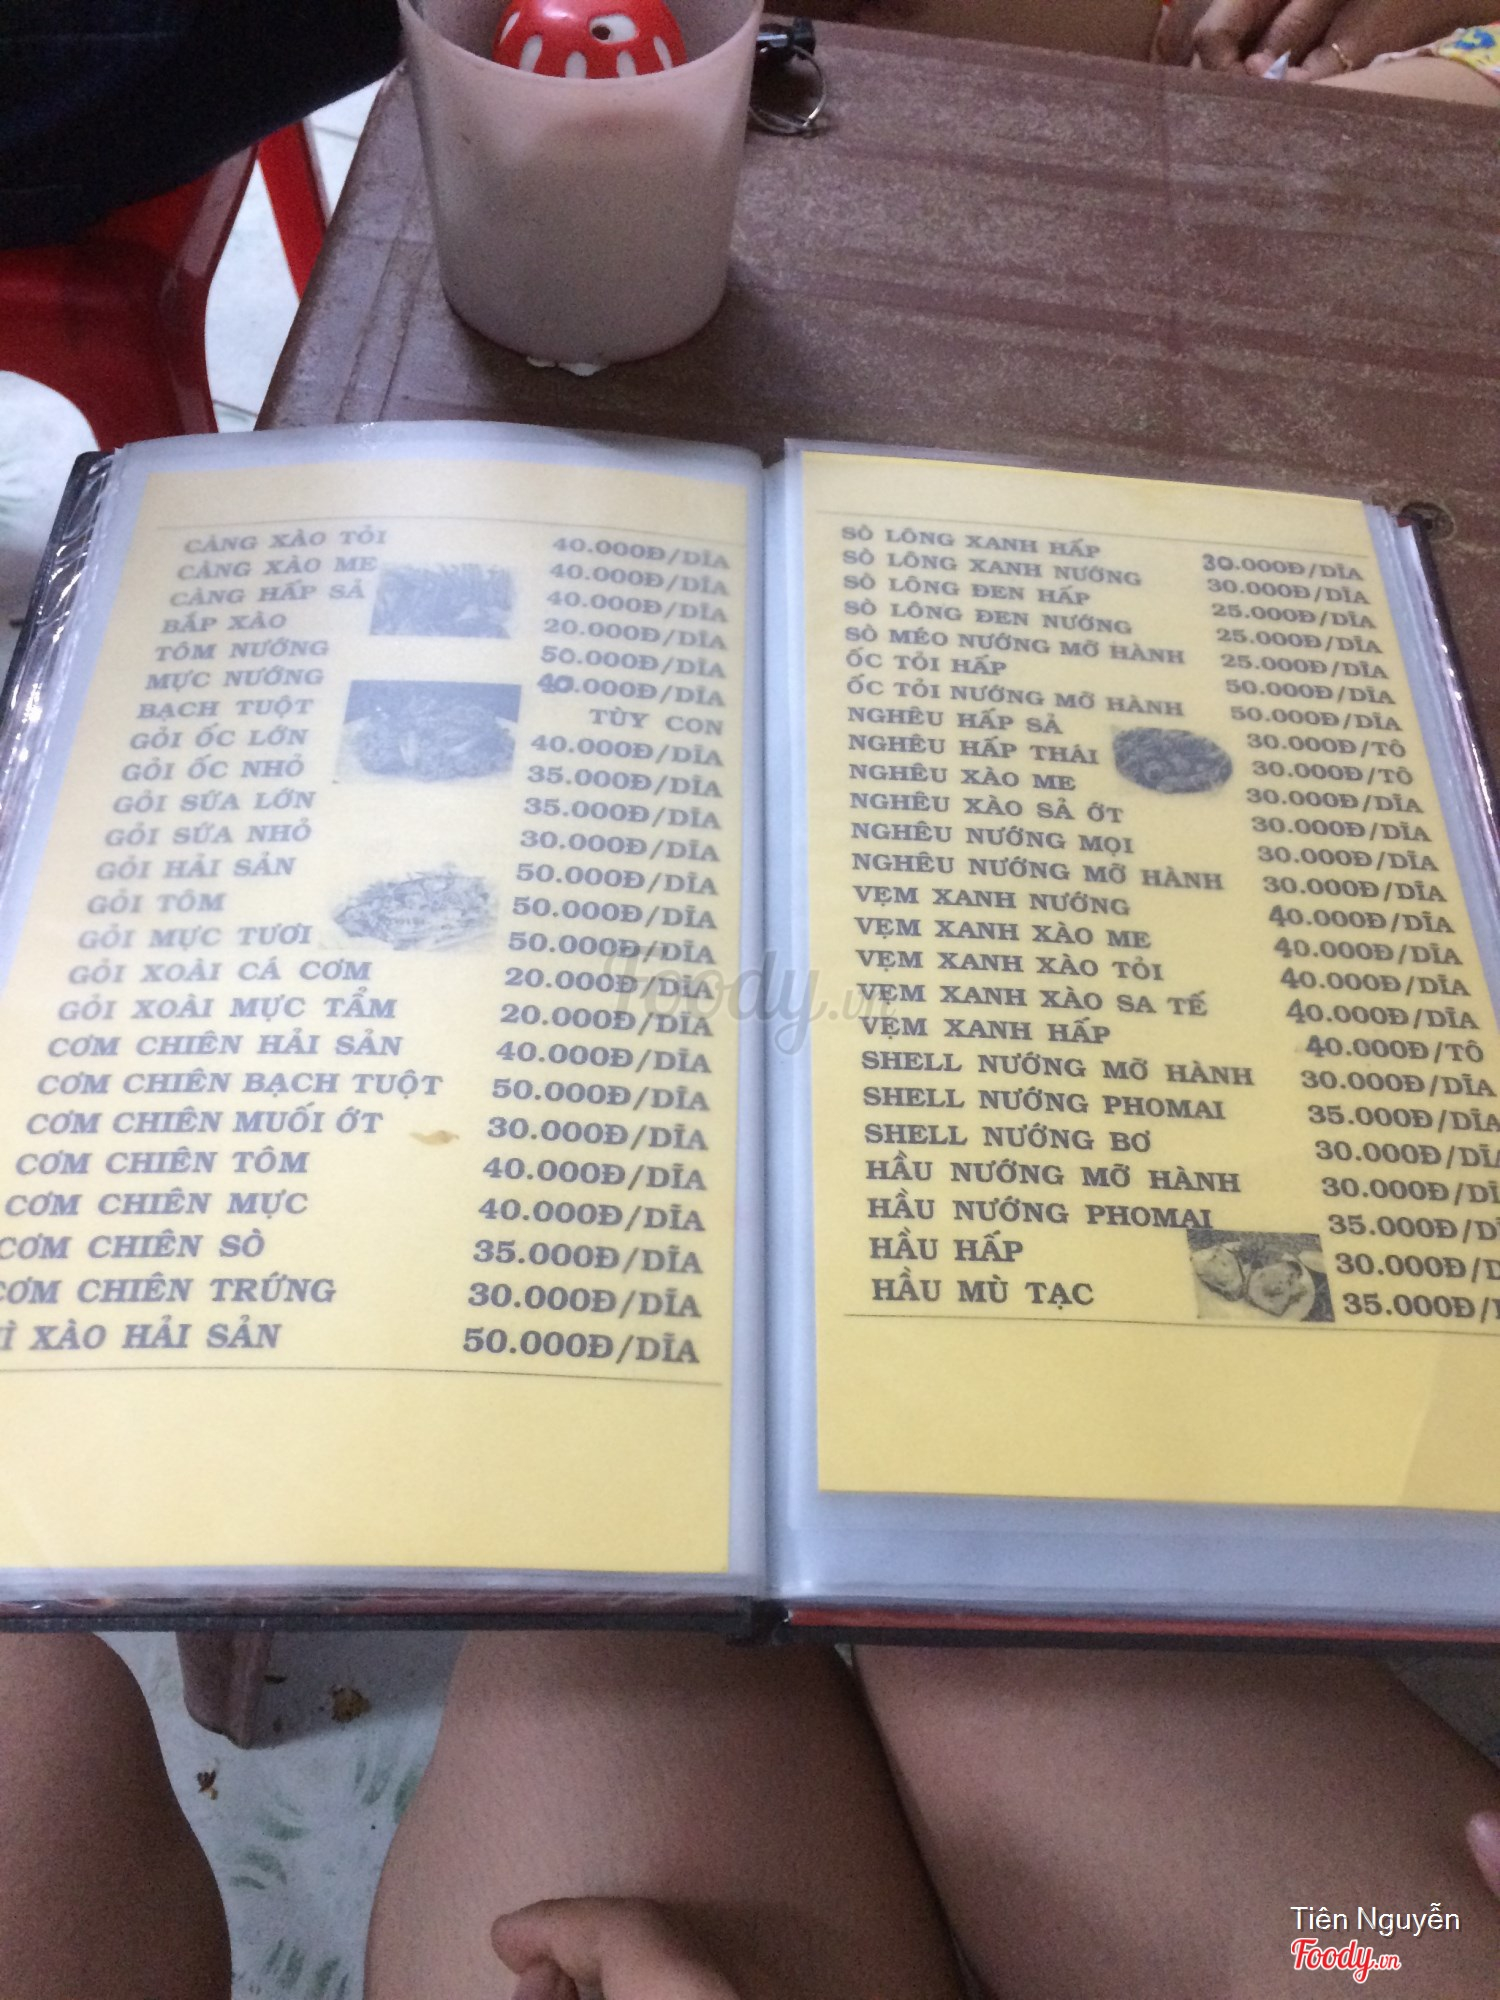 CÀNG XÀO TỎI 40.000Đ/DĨA
CÀNG XÀO ME 40.000Đ/DĨA
CÀNG HẤP SẢ 40.000Đ/DĨA
BẮP XÀO 20.000Đ/DĨA
TÔM NƯỚNG 50.000Đ/DĨA
MỰC NƯỚNG 40.000Đ/DĨA
BẠCH TUỘT TÙY CON
GỎI ỐC LỚN 40.000Đ/DĨA
GỎI ỐC NHỎ 35.000Đ/DĨA
GỎI SỨA LỚN 35.000Đ/DĨA
GỎI SỨA NHỎ 30.000Đ/DĨA
GỎI HẢI SẢN 50.000Đ/DĨA
GỎI TÔM 50.000Đ/DĨA
GỎI MỰC TƯƠI 50.000Đ/DĨA
GỎI XOÀI CÁ CƠM 20.000Đ/DĨA
GỎI XOÀI MỰC TẨM 20.000Đ/DĨA
CƠM CHIÊN HẢI SẢN 40.000Đ/DĨA
CƠM CHIÊN BẠCH TUỘT 50.000Đ/DĨA
CƠM CHIÊN MUỐI ỚT 30.000Đ/DĨA
CƠM CHIÊN TÔM 40.000Đ/DĨA
CƠM CHIÊN MỰC 40.000Đ/DĨA
CƠM CHIÊN SÒ 35.000Đ/DĨA
CƠM CHIÊN TRỨNG 30.000Đ/DĨA
Ì XÀO HẢI SẢN 50.000Đ/DĨA
SÒ LÔNG XANH HẤP 30.000Đ/DĨA
SÒ LÔNG XANH NƯỚNG 30.000Đ/DĨA
SÒ LÔNG ĐEN HẤP 25.000Đ/DĨA
SÒ LÔNG ĐEN NƯỚNG 25.000Đ/DĨA
SÒ MÉO NƯỚNG MỠ HÀNH 25.000Đ/DĨA
ỐC TỎI HẤP 50.000Đ/DĨA
ỐC TỎI NƯỚNG MỠ HÀNH 50.000Đ/DĨA
NGHÊU HẤP SẢ 30.000Đ/TÔ
NGHÊU HẤP THÁI 30.000Đ/TÔ
NGHÊU XÀO ME 30.000Đ/DĨA
NGHÊU XÀO SẢ ỚT 30.000Đ/DĨA
NGHÊU NƯỚNG MỌI 30.000Đ/DĨA
NGHÊU NƯỚNG MỠ HÀNH 30.000Đ/DĨA
VẸM XANH NƯỚNG 40.000Đ/DĨA
VẸM XANH XÀO ME 40.000Đ/DĨA
VẸM XANH XÀO TỎI 40.000Đ/DĨA
VẸM XANH XÀO SA TẾ 40.000Đ/DĨA
VẸM XANH HẤP 40.000Đ/TÔ
SHELL NƯỚNG MỠ HÀNH 30.000Đ/DĨA
SHELL NƯỚNG PHOMAI 35.000Đ/DĨA
SHELL NƯỚNG BƠ 30.000Đ/DĨA
HẦU NƯỚNG MỠ HÀNH 30.000Đ/DĨ
HẦU NƯỚNG PHOMAI 35.000Đ/DĨ
HẦU HẤP 30.000Đ/D
HẦU MÙ TẠC 35.000Đ/D
Foody.vn
Tiên Nguyễn
Foody.vn